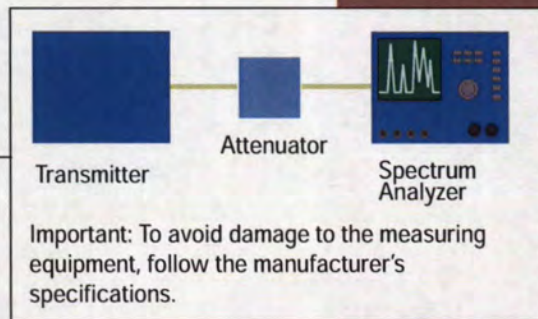 Transmitter
Attenuator
Spectrum
Analyzer
Important: To avoid damage to the measuring
equipment, follow the manufacturer's
specifications.